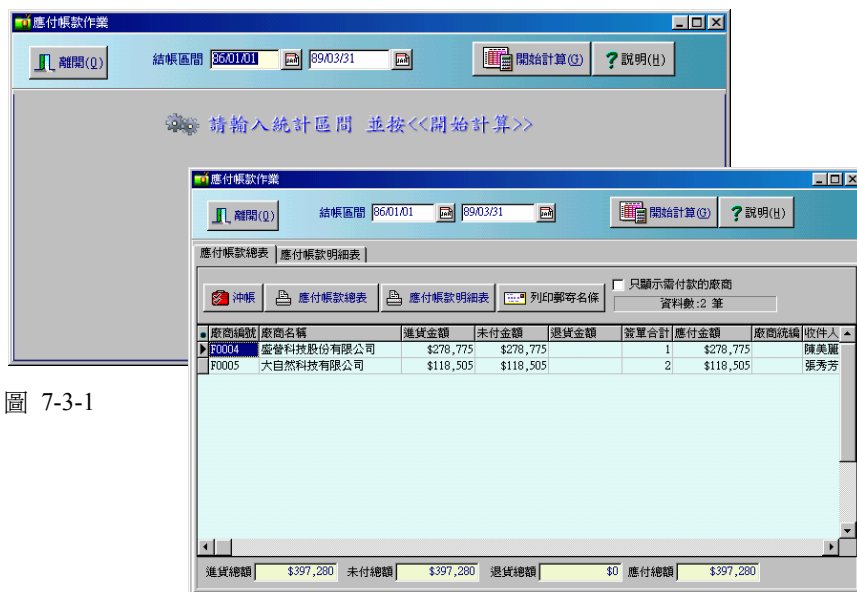 應付帳款作業
離開(Q) 結帳區間 86/01/01 89/03/31 開始計算(G) ?說明(H)
請輸入統計區間 並按<<開始計算>>
應付帳款作業
離開(Q) 結帳區間 86/01/01 89/03/31 開始計算(G) ?說明(H)
應付帳款總表 應付帳款明細表
沖帳 應付帳款總表 應付帳款明細表 列印郵寄名條 只顯示需付款的廠商
資料數:2 筆
廠商編號 廠商名稱 進貨金額 未付金額 退貨金額 簽單合計 應付金額 廠商統編 收件人
F0004 盛營科技股份有限公司 $278,775 $278,775 1 $278,775 陳美麗
F0005 大自然科技有限公司 $118,505 $118,505 2 $118,505 張秀芳
進貨總額 $397,280 未付總額 $397,280 退貨總額 $0 應付總額 $397,280
圖 7-3-1